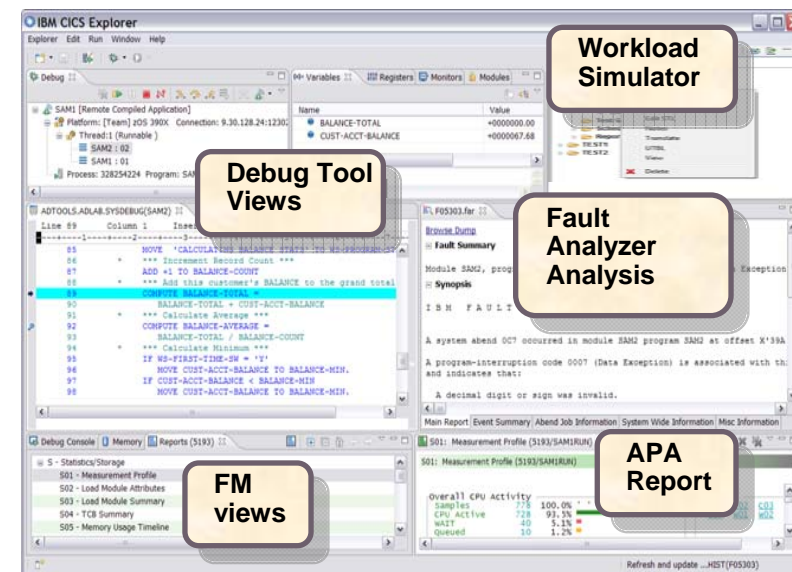 IBM CICS Explorer
Explorer Edit Run Window Help
Workload
Simulator
Debug
Variables Registers Monitors Modules
SAM1 [Remote Compiled Application]
Platform: [Team] zOS 390X Connection: 9.30.128.24:12302
Thread:1 (Runnable )
SAM2 : 02
SAM1 : 01
Process: 328254224 Program: SAM
Name Value
BALANCE-TOTAL +0000000.00
CUST-ACCT-BALANCE +0000067.68
TEST1
TEST2
Template
UTBL
View
Delete
Debug Tool
Views
ADTOOLS.ADLAB.SYSDEBUG(SAM2)
Line 89 Column 1 Inse
85 MOVE 'CALCULATING BALANCE STATS' TO WS-PROGRAM-ST
86 * *** Increment Record Count ***
87 ADD +1 TO BALANCE-COUNT
88 * *** Add this customer's BALANCE to the grand total
89 COMPUTE BALANCE-TOTAL =
90 BALANCE-TOTAL + CUST-ACCT-BALANCE
91 * *** Calculate Average ***
92 COMPUTE BALANCE-AVERAGE =
93 BALANCE-TOTAL / BALANCE-COUNT
94 * *** Calculate Minimum ***
95 IF WS-FIRST-TIME-SW = 'Y'
96 MOVE CUST-ACCT-BALANCE TO BALANCE-MIN.
97 IF CUST-ACCT-BALANCE < BALANCE-MIN
98 MOVE CUST-ACCT-BALANCE TO BALANCE-MIN.
F05303.far
Browse Dump
Fault Summary
Module SAM2, prog Exception
Synopsis
I B M F A U L T
A system abend 0C7 occurred in module SAM2 program SAM2 at offset X'39A
A program-interruption code 0007 (Data Exception) is associated with th
and indicates that:
A decimal digit or sign was invalid.
Main Report Event Summary Abend Job Information System Wide Information Misc Information
Fault
Analyzer
Analysis
Debug Console Memory Reports (5193)
S - Statistics/Storage
S01 - Measurement Profile
S02 - Load Module Attributes
S03 - Load Module Summary
S04 - TCB Summary
S05 - Memory Usage Timeline
FM
views
S01: Measurement Profile (5193/SAM1RUN)
S01: Measurement Profile (5193/SAM1RUN)
Overall CPU Activity
Samples 778 100.0%
CPU Active 728 93.5%
WAIT 40 5.1%
Queued 10 1.2%
C03
W02
APA
Report
Refresh and update ...HIST(F05303)